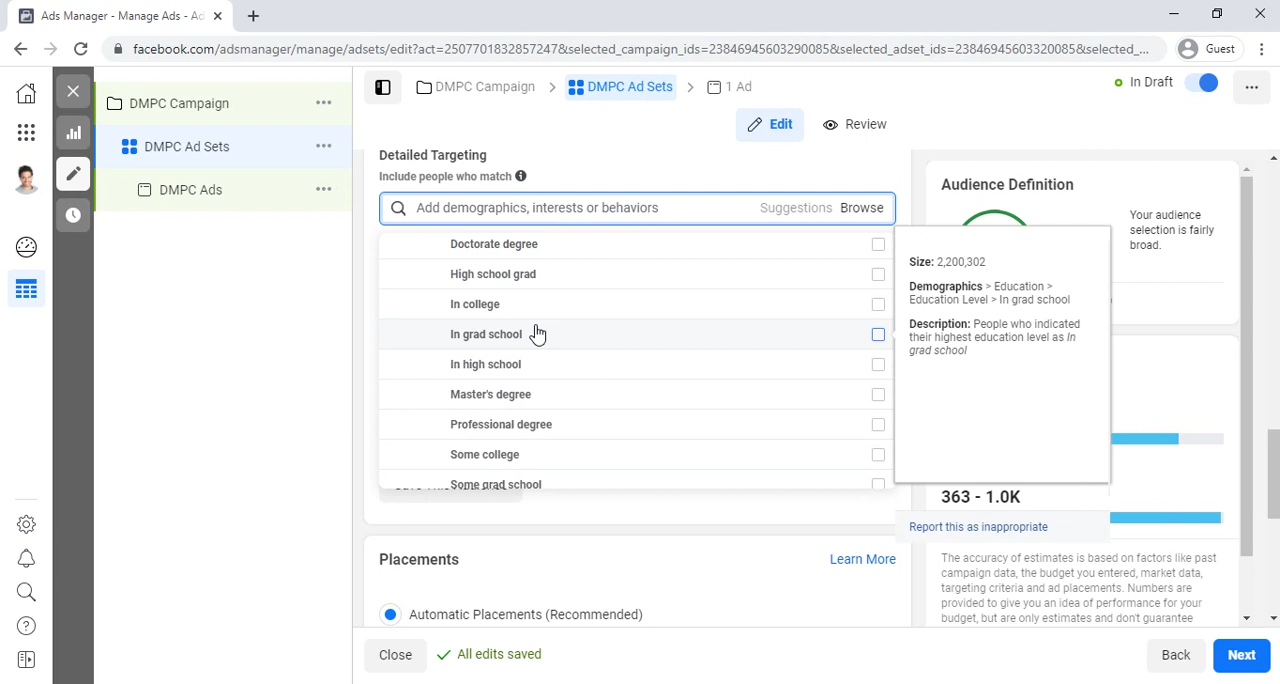 Ads Manager - Manage Ads - Ad
facebook.com/adsmanager/manage/adsets/edit?act=2507701832857247&selected_campaign_ids=23846945603290085&selected_adset_ids=23846945603320085&selected_...
Guest
DMPC Campaign
DMPC Ad Sets
DMPC Ads
DMPC Campaign
DMPC Ad Sets
1 Ad
In Draft
Edit
Review
Detailed Targeting
Include people who match
Add demographics, interests or behaviors
Suggestions
Browse
Doctorate degree
High school grad
In college
In grad school
In high school
Master's degree
Professional degree
Some college
Some grad school
Size: 2,200,302
Demographics > Education >
Education Level > In grad school
Description: People who indicated
their highest education level as In
grad school
Report this as inappropriate
Audience Definition
Your audience
selection is fairly
broad.
363 - 1.0K
The accuracy of estimates is based on factors like past
campaign data, the budget you entered, market data,
targeting criteria and ad placements. Numbers are
provided to give you an idea of performance for your
budget, but are only estimates and don't guarantee
Placements
Learn More
Automatic Placements (Recommended)
Close
All edits saved
Back
Next